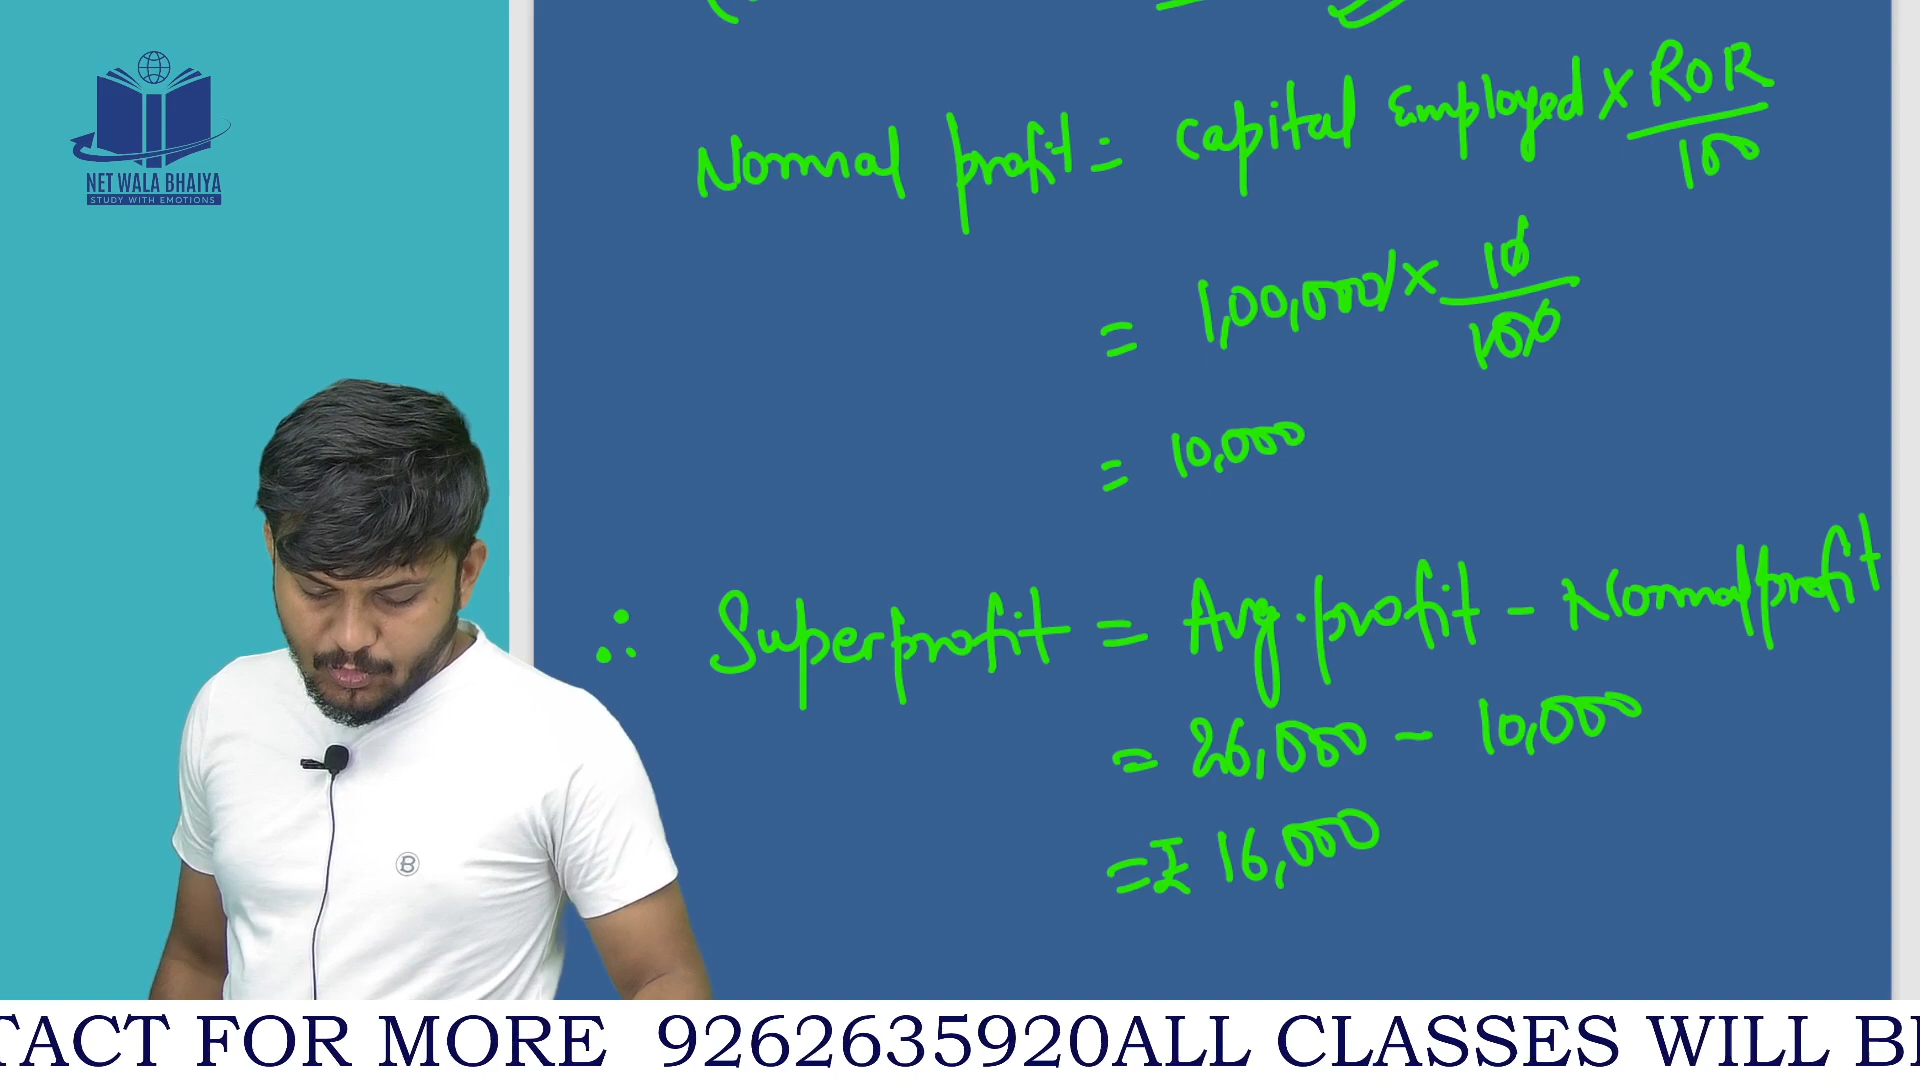 NET WALA BHAIYA
STUDY WITH EMOTIONS
Normal profit = Capital Employed × ROR/100
= 1,00,000/ × 10/100
= 10,000
∴ Superprofit = Avg. profit - Normal profit
= 26,000 - 10,000
= ₹ 16,000
B
TACT FOR MORE 9262635920ALL CLASSES WILL BE